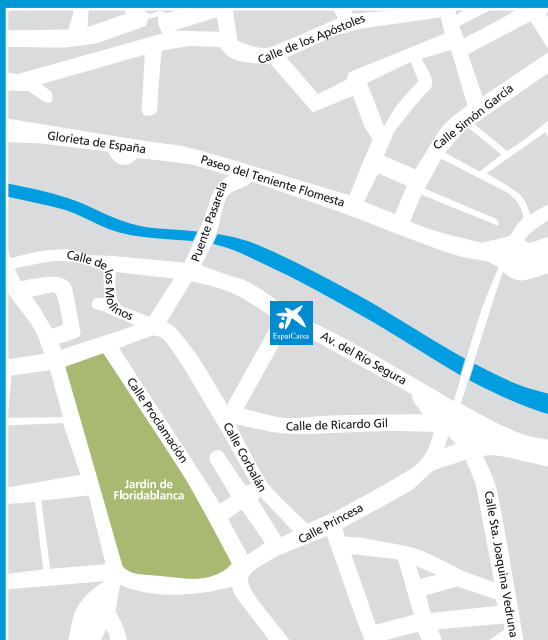 Calle de los Apóstoles
Calle Simón García
Glorieta de España
Paseo del Teniente Flomesta
Puente Pasarela
Calle de los
Molinos
EspaiCaixa
Av. del Río Segura
Calle Proclamación
Calle de Ricardo Gil
Calle Corbalán
Jardín de
Floridablanca
Calle Princesa
Calle Sta. Joaquina Vedruna